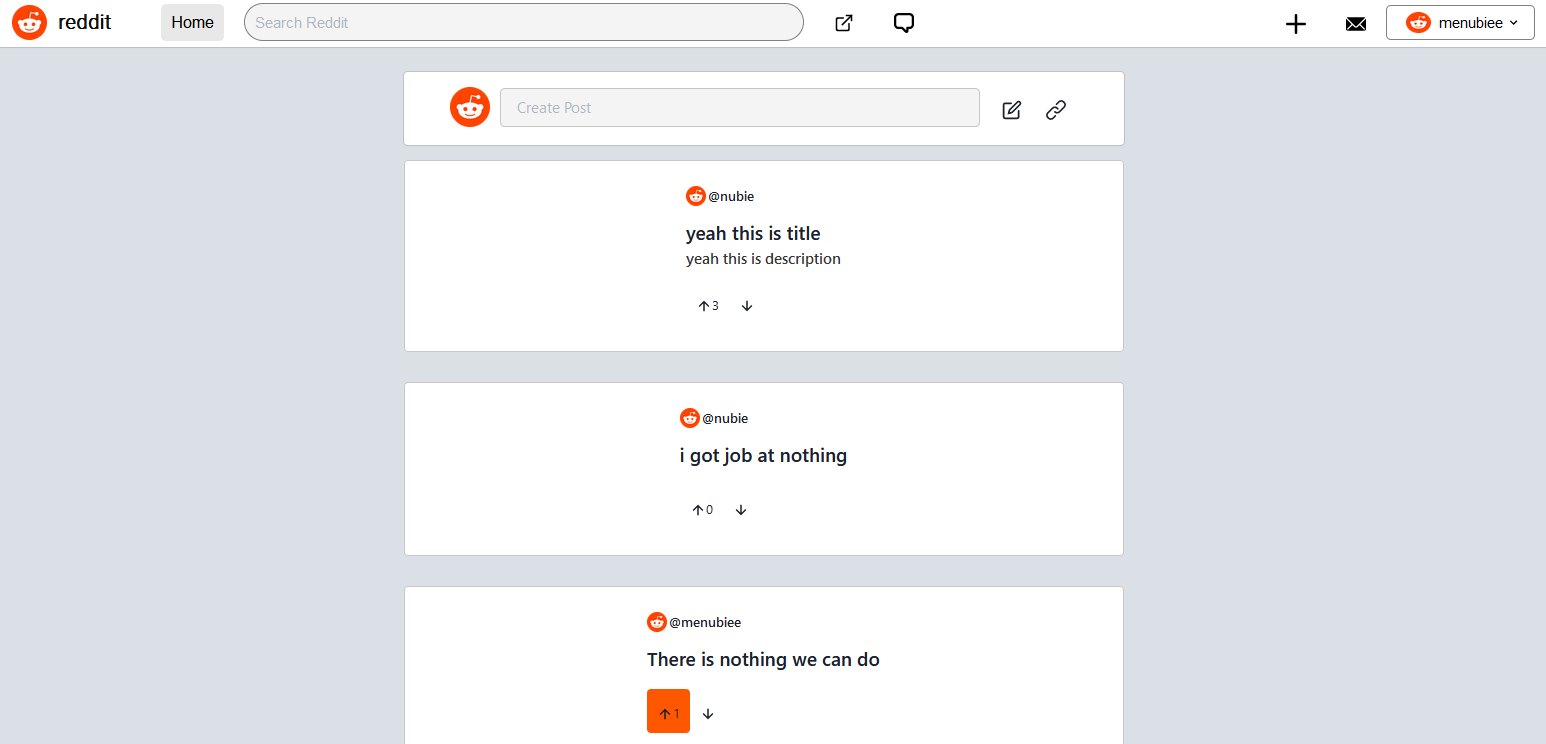 reddit Home Search Reddit menubiee
Create Post
@nubie
yeah this is title
yeah this is description
3
@nubie
i got job at nothing
0
@menubiee
There is nothing we can do
1